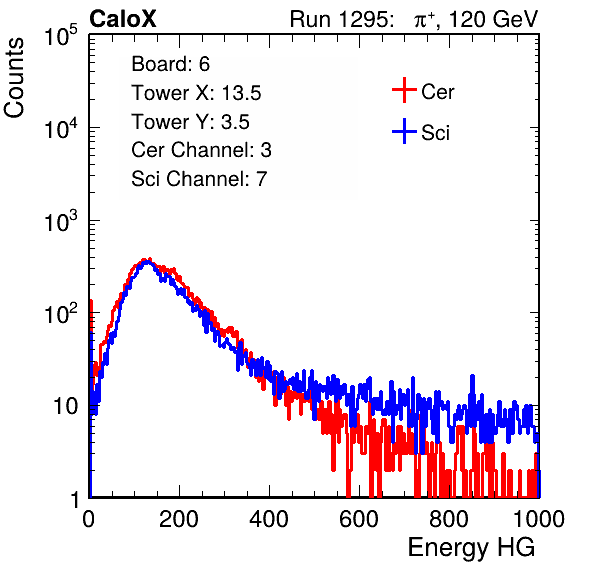 CaloX Run 1295: π⁺, 120 GeV
Counts
10⁵
10⁴
10³
10²
10
1
Board: 6
Tower X: 13.5
Tower Y: 3.5
Cer Channel: 3
Sci Channel: 7
Cer
Sci
0 200 400 600 800 1000
Energy HG